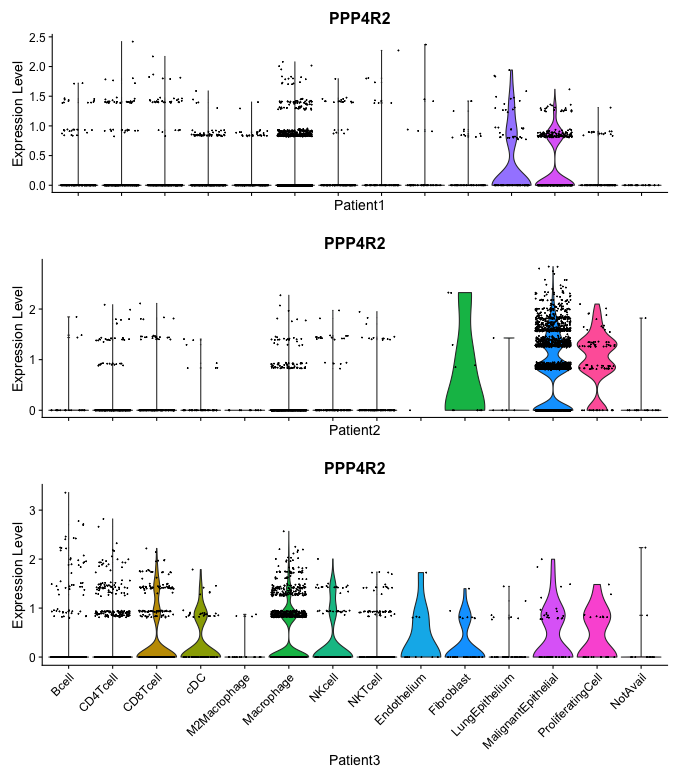 PPP4R2
Expression Level
2.5
2.0
1.5
1.0
0.5
0.0
Patient1
PPP4R2
Expression Level
2
1
0
Patient2
PPP4R2
Expression Level
3
2
1
0
Bcell
CD4Tcell
CD8Tcell
cDC
M2Macrophage
Macrophage
NKcell
NKTcell
Endothelium
Fibroblast
LungEpithelium
MalignantEpithelial
ProliferatingCell
NotAvail
Patient3